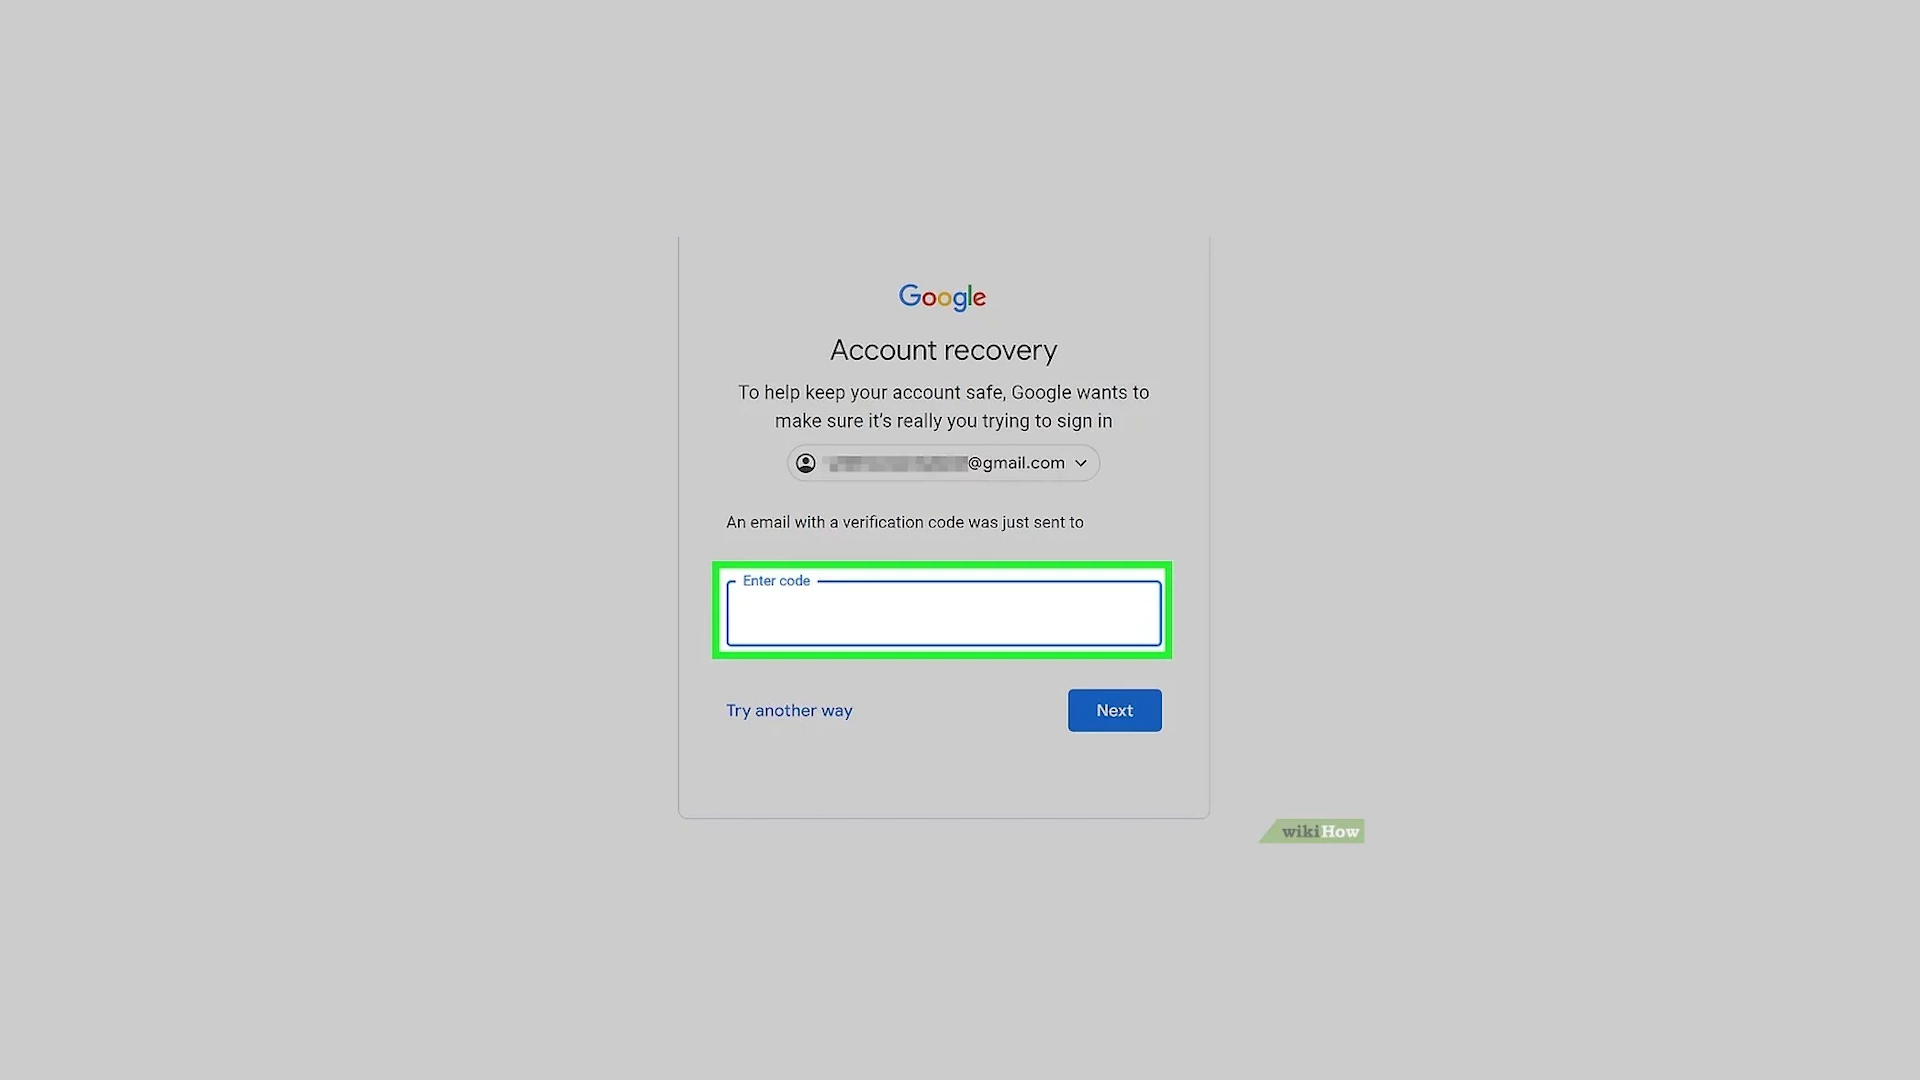 Google
Account recovery
To help keep your account safe, Google wants to
make sure it's really you trying to sign in
@gmail.com
An email with a verification code was just sent to
Enter code
Try another way
Next
wikiHow